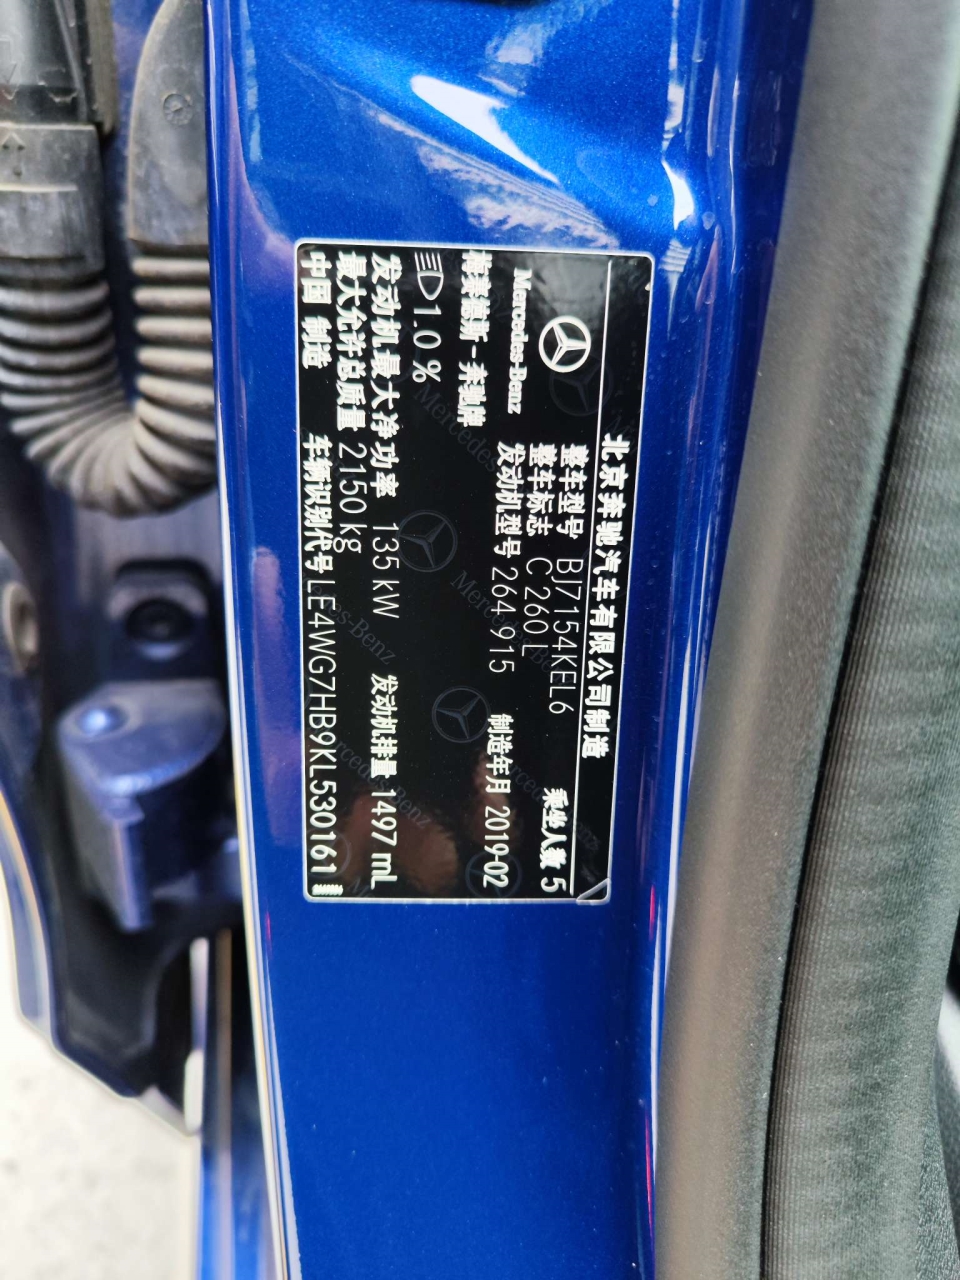 北京奔驰汽车有限公司制造
Mercedes-Benz
梅赛德斯-奔驰牌
整车型号 BJ7154KEL6
乘坐人数 5
整车标志 C 260 L
发动机型号 264 915
制造年月 2019-02
1.0 %
发动机最大净功率 135 kW
发动机排量 1497 mL
最大允许总质量 2150 kg
中国 制造
车辆识别代号 LE4WG7HB9KL530161